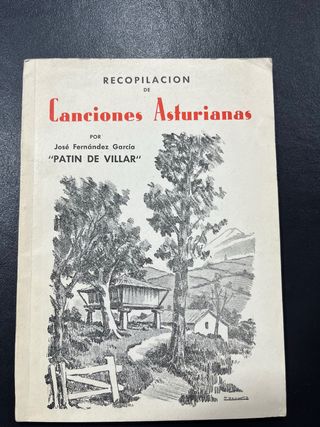 RECOPILACION
DE
Canciones Asturianas
POR
José Fernández García
"PATIN DE VILLAR"